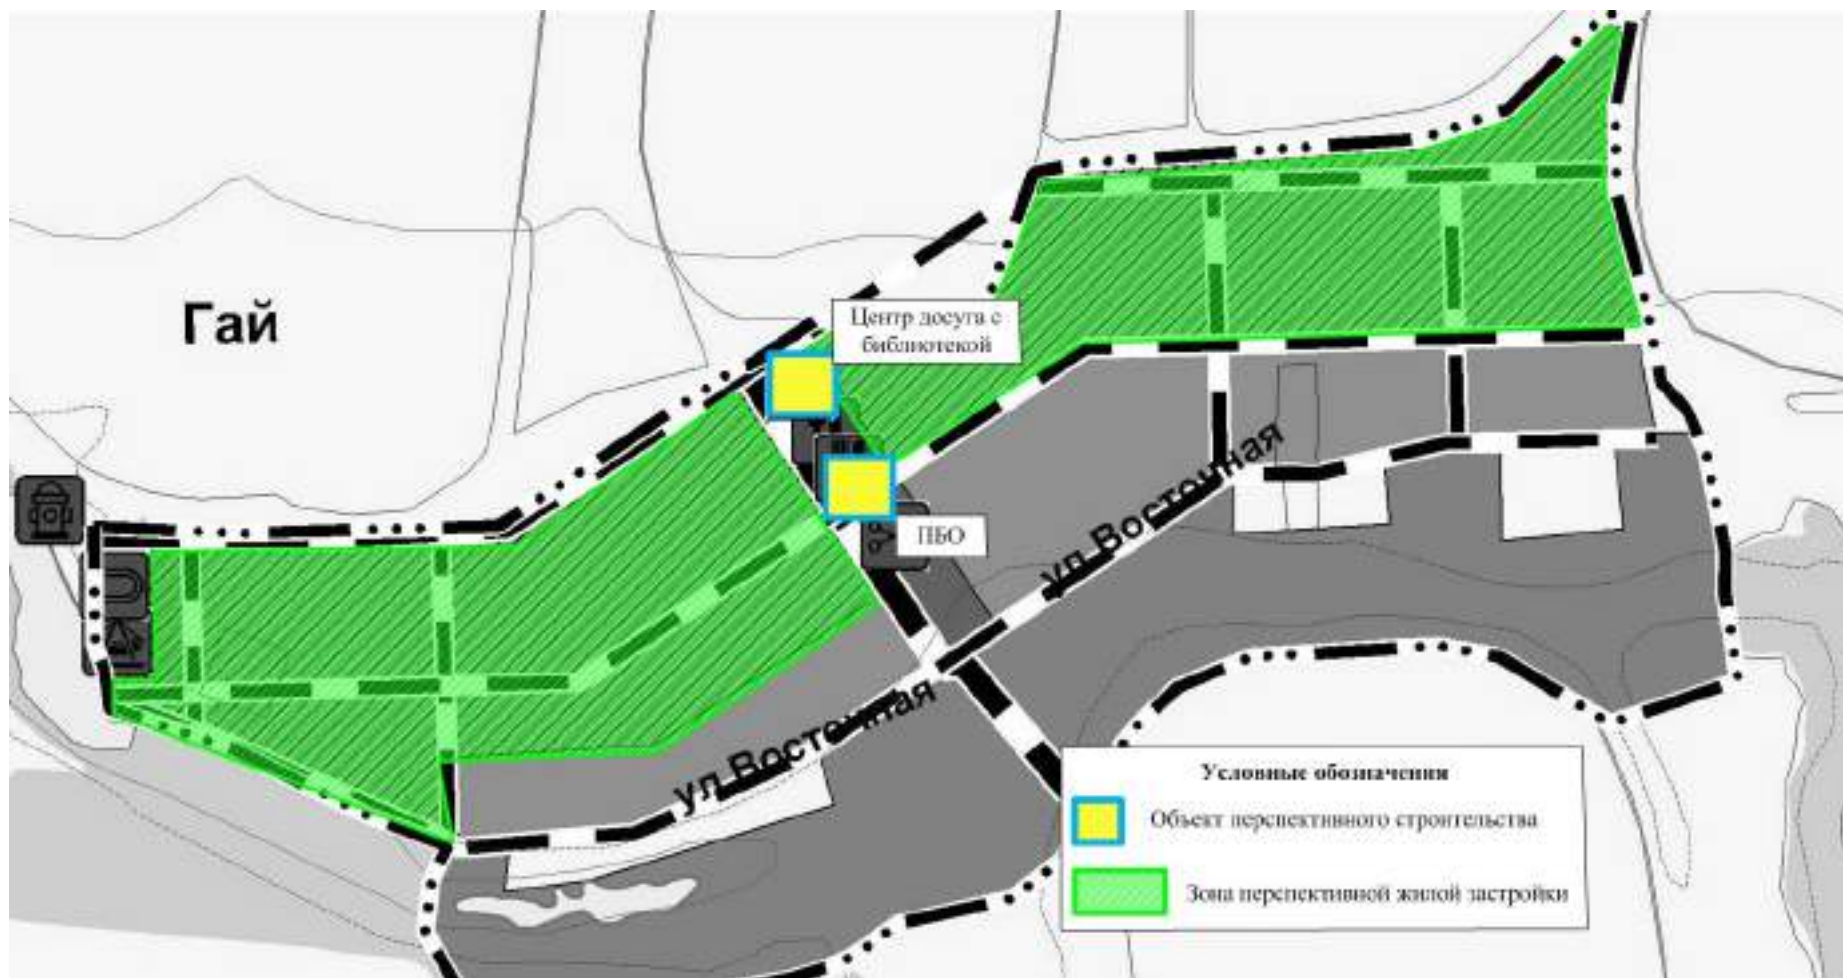 Гай
Центр досуга с
библиотекой
ПБО
ул Восточная
ул Восточная
Условные обозначения
Объект перспективного строительства
Зона перспективной жилой застройки